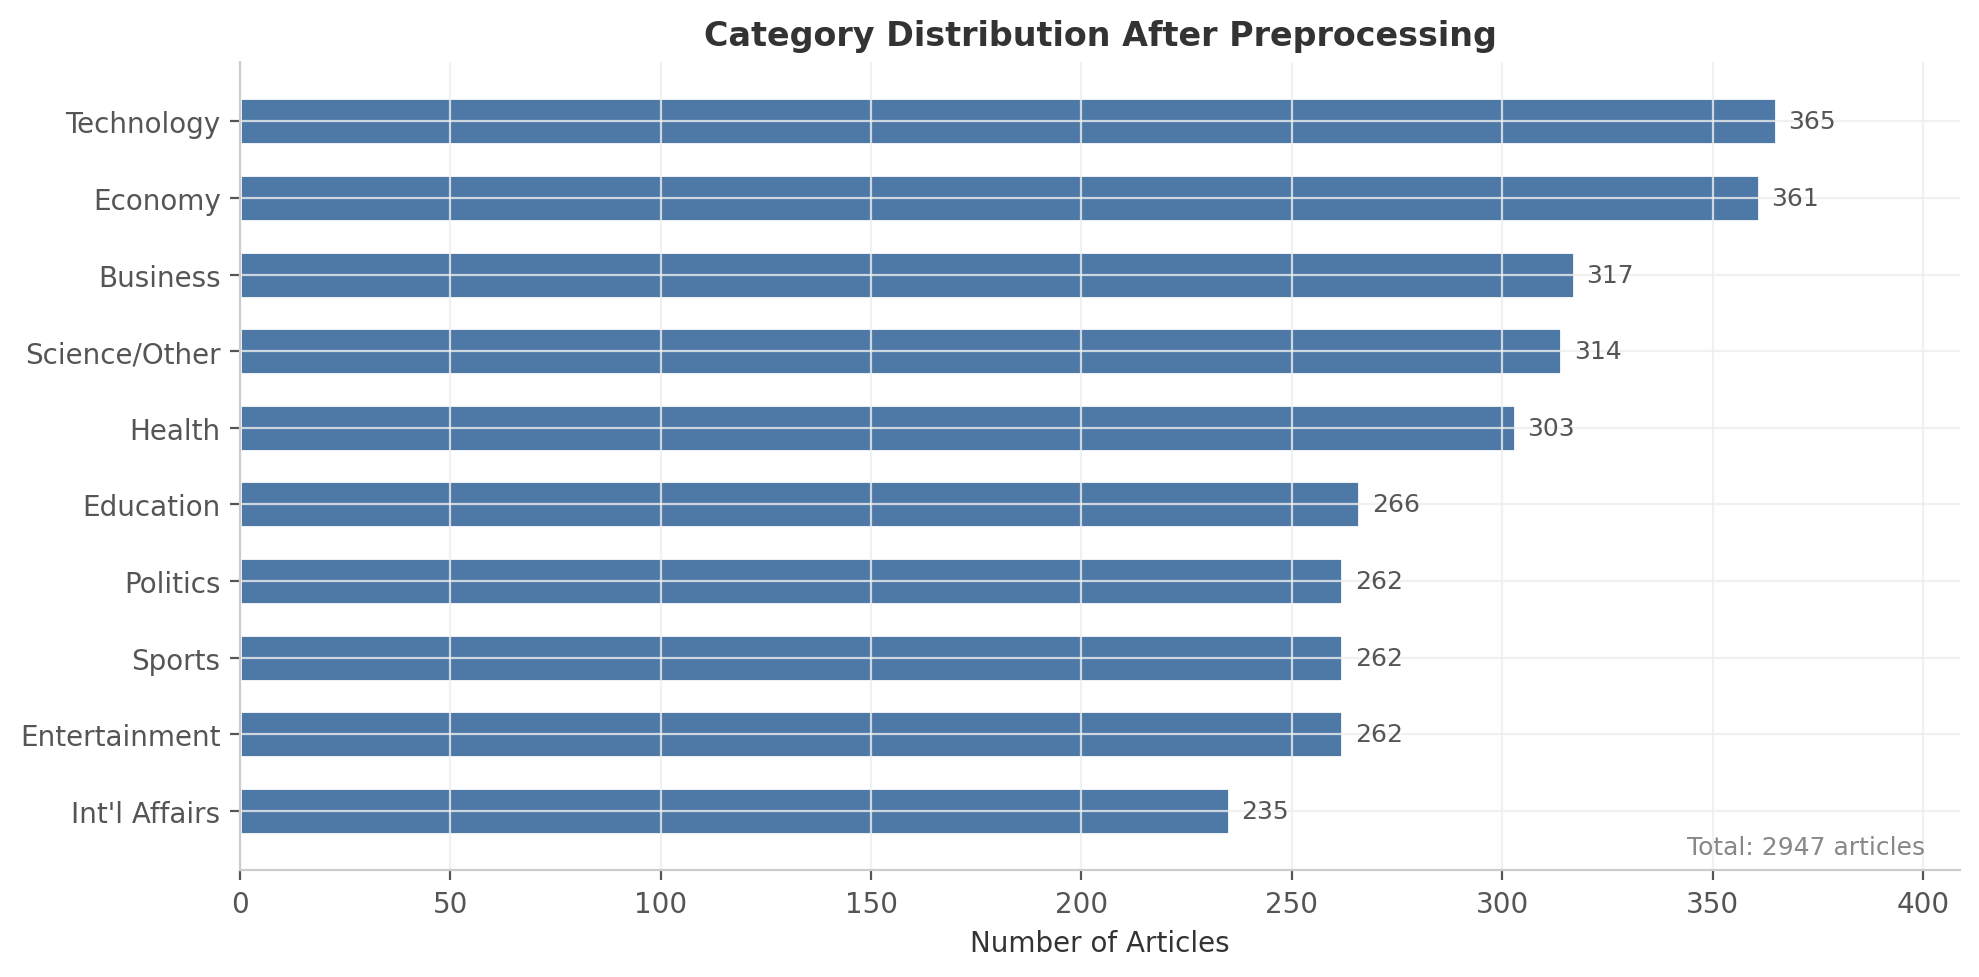 Category Distribution After Preprocessing
Technology 365
Economy 361
Business 317
Science/Other 314
Health 303
Education 266
Politics 262
Sports 262
Entertainment 262
Int'l Affairs 235
Total: 2947 articles
0 50 100 150 200 250 300 350 400
Number of Articles